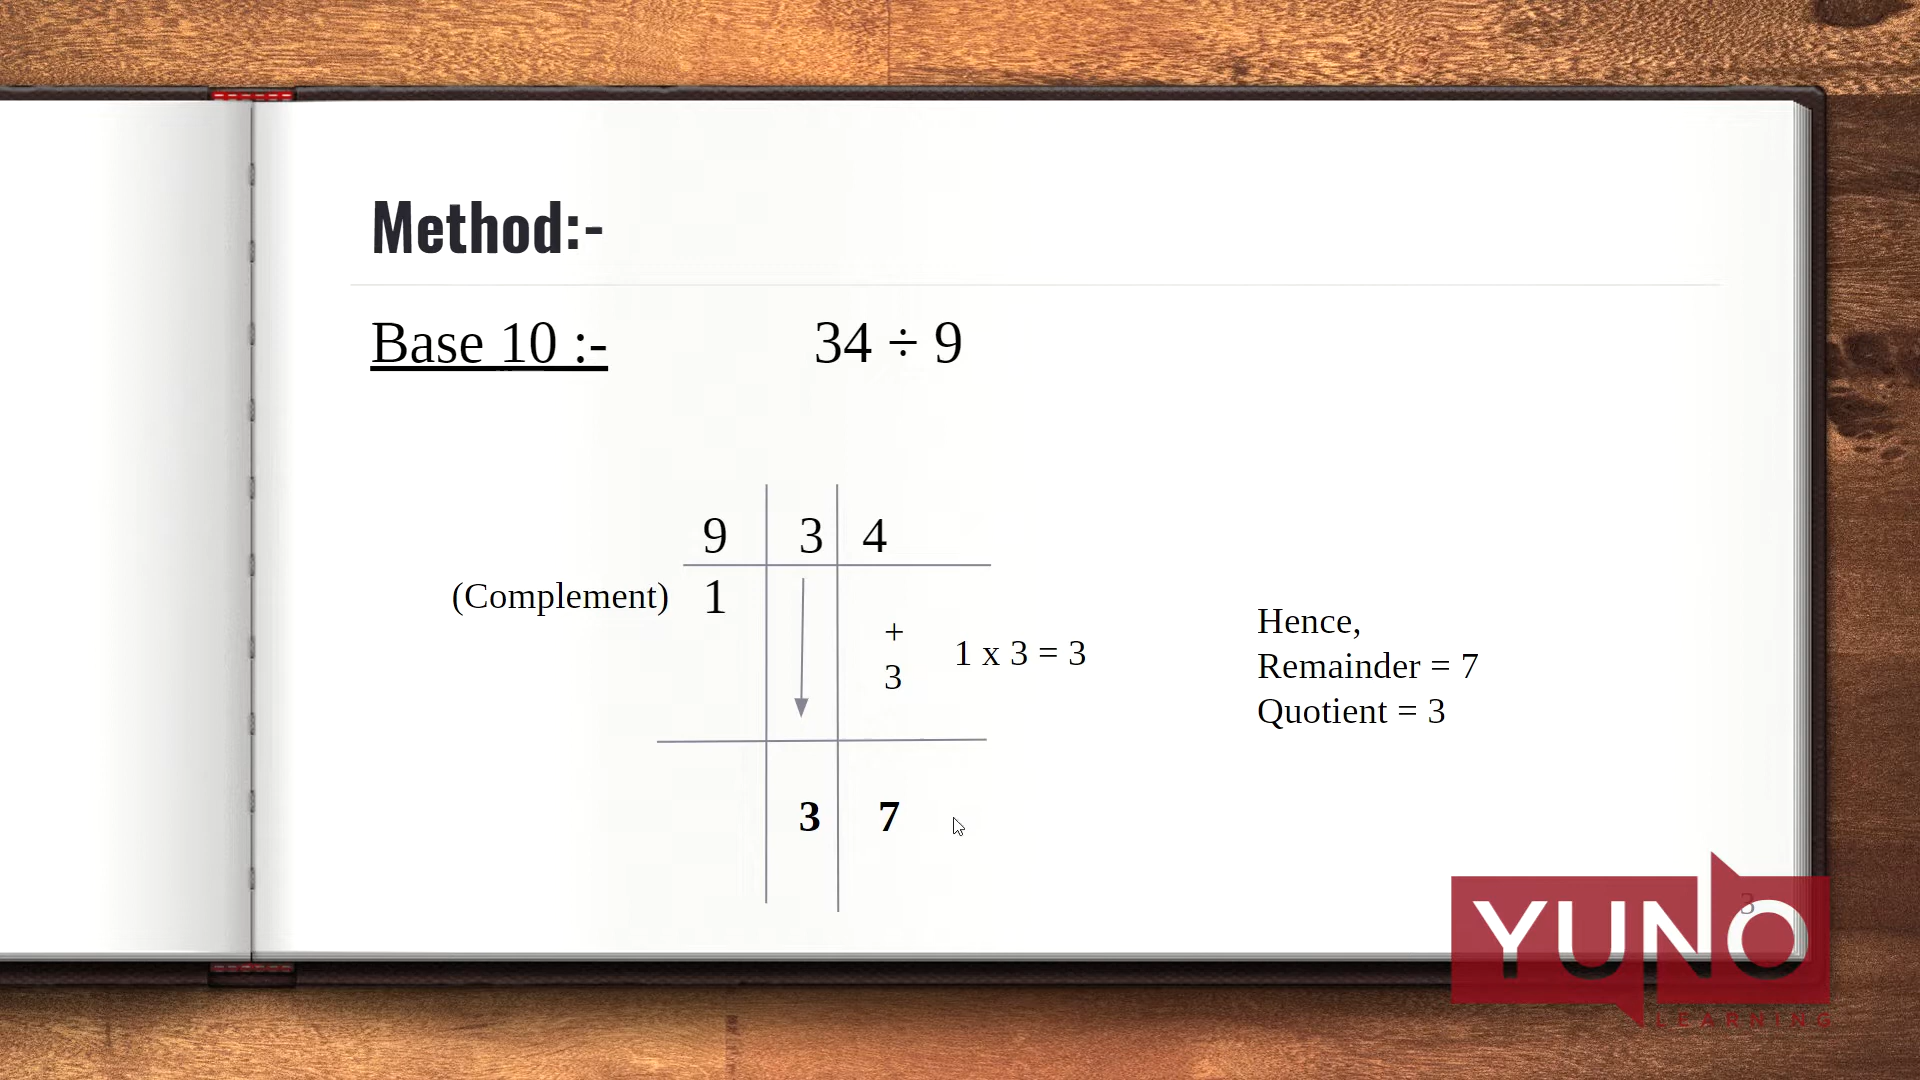 Method:-
Base 10 :-
34 ÷ 9
9 3 4
(Complement) 1
+
3
1 x 3 = 3
3 7
Hence,
Remainder = 7
Quotient = 3
3
YUNO
LEARNING